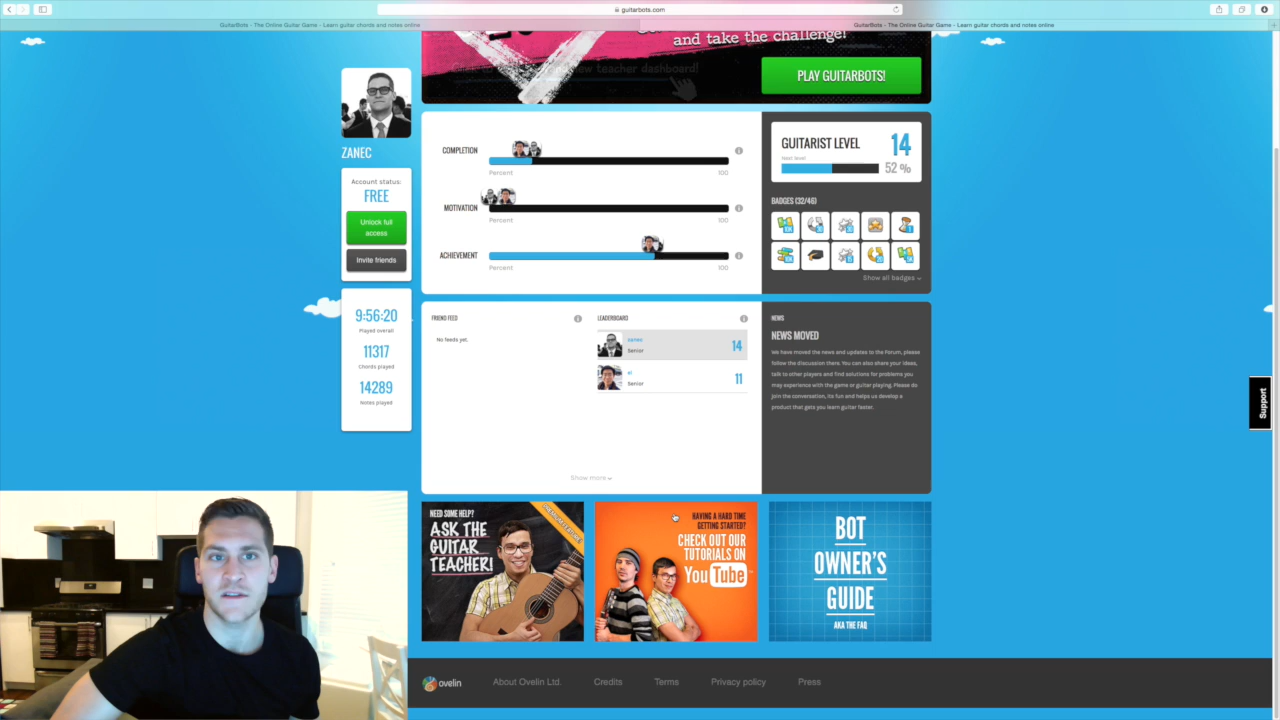 guitarbots.com
GuitarBots - The Online Guitar Game - Learn guitar chords and notes online
GuitarBots - The Online Guitar Game - Learn guitar chords and notes online
and take the challenge!
new teacher dashboard!
PLAY GUITARBOTS!
ZANEC
Account status:
FREE
Unlock full
access
Invite friends
9:56:20
Played overall
11317
Chords played
14289
Notes played
COMPLETION
Percent
100
MOTIVATION
Percent
100
ACHIEVEMENT
Percent
100
GUITARIST LEVEL
14
Next level
52 %
BADGES (32/46)
Show all badges
FRIEND FEED
No feeds yet.
LEADERBOARD
zanec
Senior
14
al
Senior
11
Show more
NEWS
NEWS MOVED
We have moved the news and updates to the Forum, please
follow the discussion there. You can also share your ideas,
talk to other players and find solutions for problems you
may experience with the game or guitar playing. Please do
join the conversation, its fun and helps us develop a
product that gets you learn guitar faster.
Support
NEED SOME HELP?
ASK THE
GUITAR
TEACHER!
HAVING A HARD TIME
GETTING STARTED?
CHECK OUT OUR
TUTORIALS ON
YouTube
BOT
OWNER'S
GUIDE
AKA THE FAQ
ovelin
About Ovelin Ltd.
Credits
Terms
Privacy policy
Press